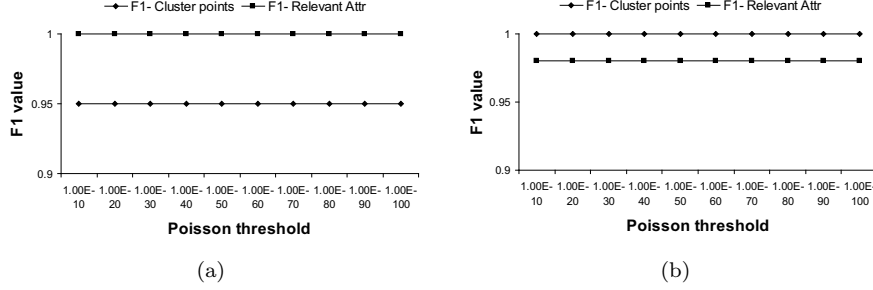 F1- Cluster points F1- Relevant Attr
1
0.95
0.9
F1 value
1.00E- 1.00E- 1.00E- 1.00E- 1.00E- 1.00E- 1.00E- 1.00E- 1.00E- 1.00E-
10 20 30 40 50 60 70 80 90 100
Poisson threshold
(a)
F1- Cluster points F1- Relevant Attr
1
0.95
0.9
F1 value
1.00E- 1.00E- 1.00E- 1.00E- 1.00E- 1.00E- 1.00E- 1.00E- 1.00E- 1.00E-
10 20 30 40 50 60 70 80 90 100
Poisson threshold
(b)